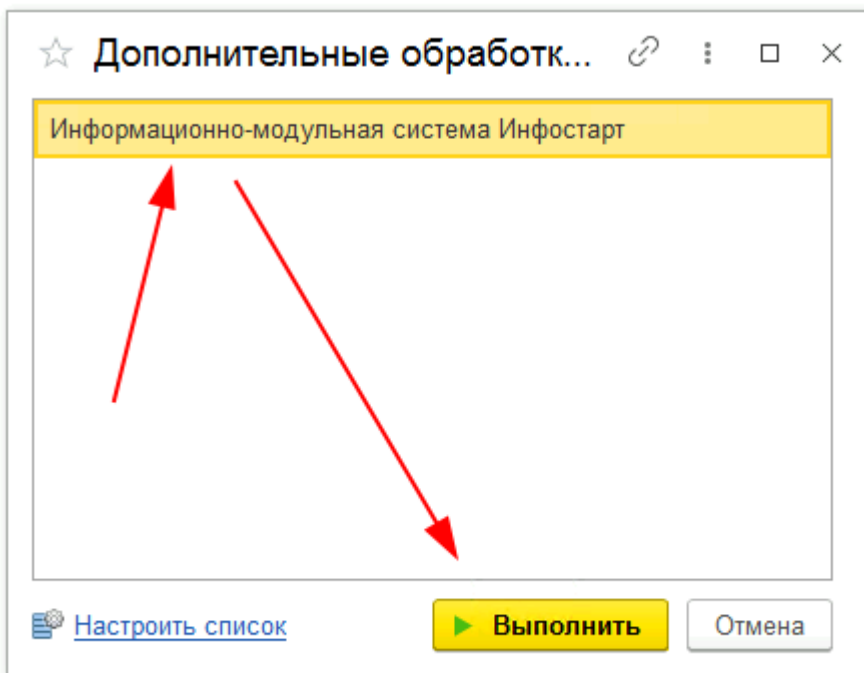 Дополнительные обработк...
Информационно-модульная система Инфостарт
Настроить список
Выполнить
Отмена